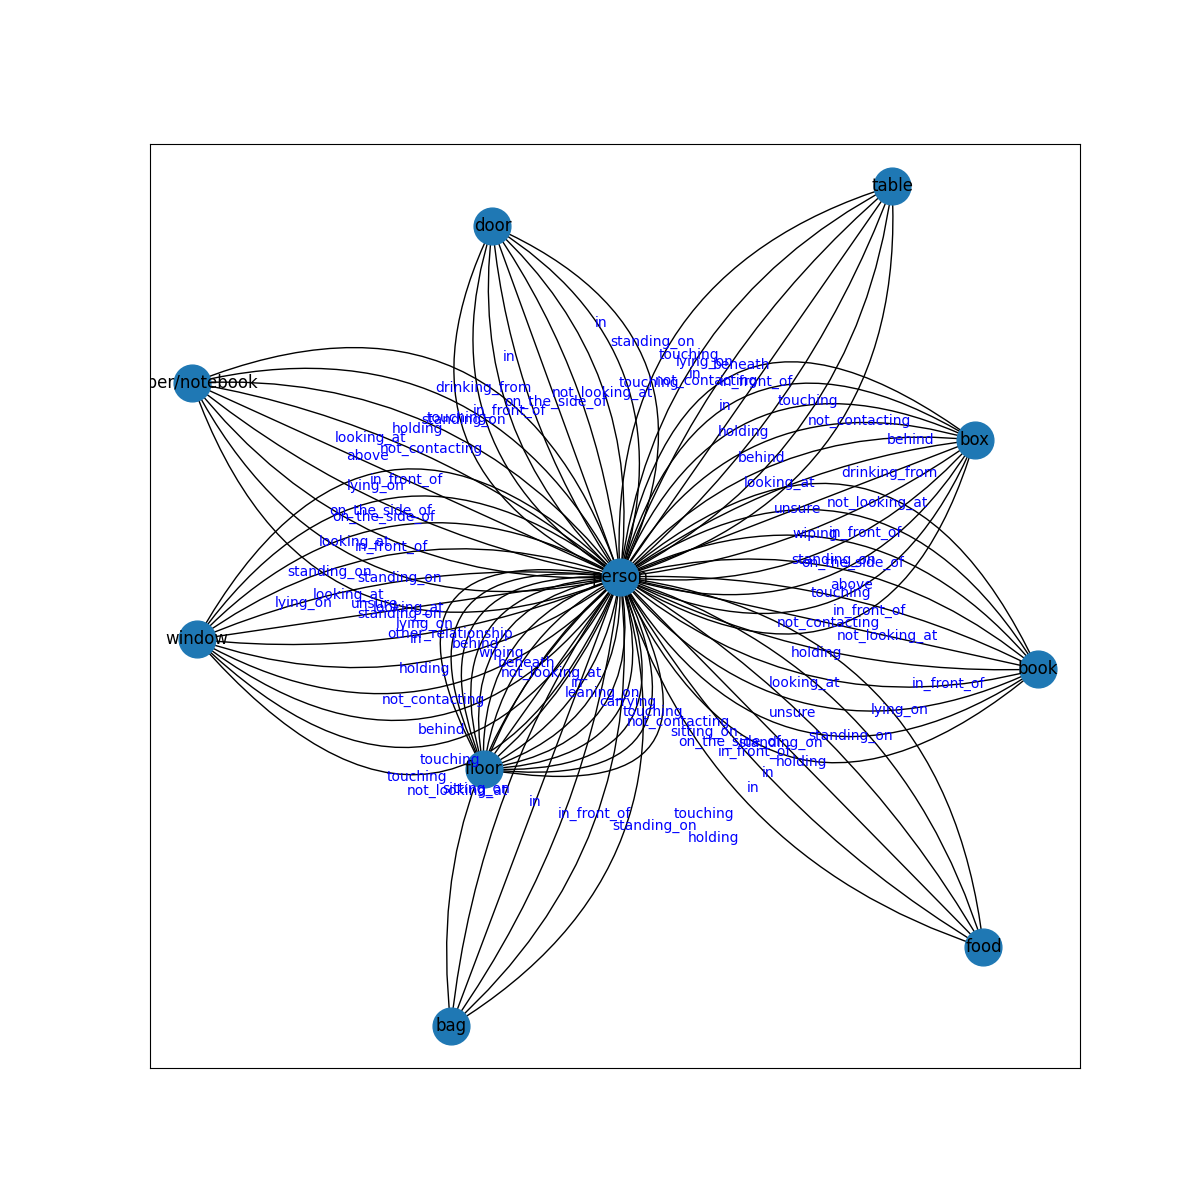 table
door
in
standing_on
touching
in
lying_on
beneath
in
not_contacting
in_front_of
touching
per/notebook
drinking_from
not_looking_at
on_the_side_of
touching
in
in_front_of
touching
standing_on
not_contacting
holding
holding
looking_at
behind
box
not_contacting
above
behind
drinking_from
in_front_of
looking_at
lying_on
not_looking_at
on_the_side_of
unsure
on_the_side_of
wiping
in_front_of
looking_at
in_front_of
standing_on
on_the_side_of
standing_on
standing_on
person
above
looking_at
touching
lying_on
unsure
looking_at
in_front_of
standing_on
lying_on
not_contacting
other_relationship
not_looking_at
window
in
behind
wiping
holding
beneath
holding
not_looking_at
book
in
looking_at
in_front_of
leaning_on
not_contacting
carrying
touching
lying_on
unsure
not_contacting
behind
sitting_on
standing_on
on_the_side_of
standing_on
in_front_of
touching
holding
floor
in
touching
sitting_on
not_looking_at
in
in
in_front_of
touching
standing_on
holding
food
bag